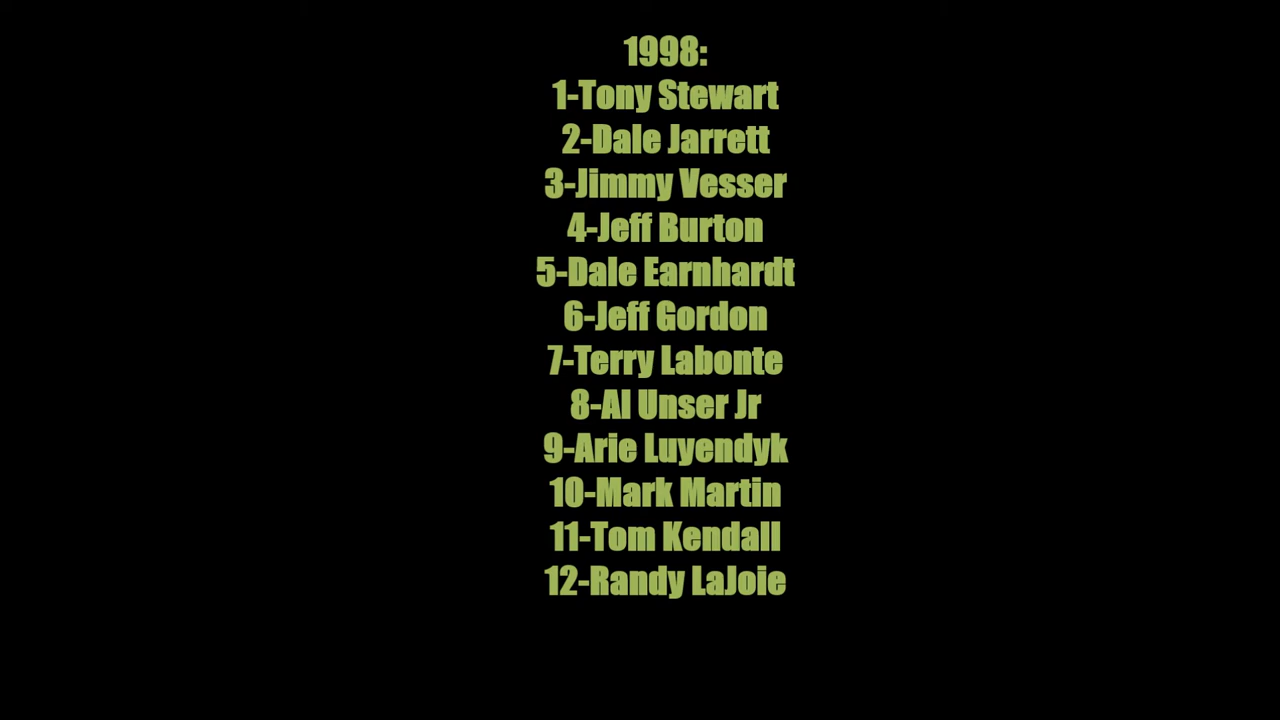 1998:
1-Tony Stewart
2-Dale Jarrett
3-Jimmy Vesser
4-Jeff Burton
5-Dale Earnhardt
6-Jeff Gordon
7-Terry Labonte
8-Al Unser Jr
9-Arie Luyendyk
10-Mark Martin
11-Tom Kendall
12-Randy LaJoie